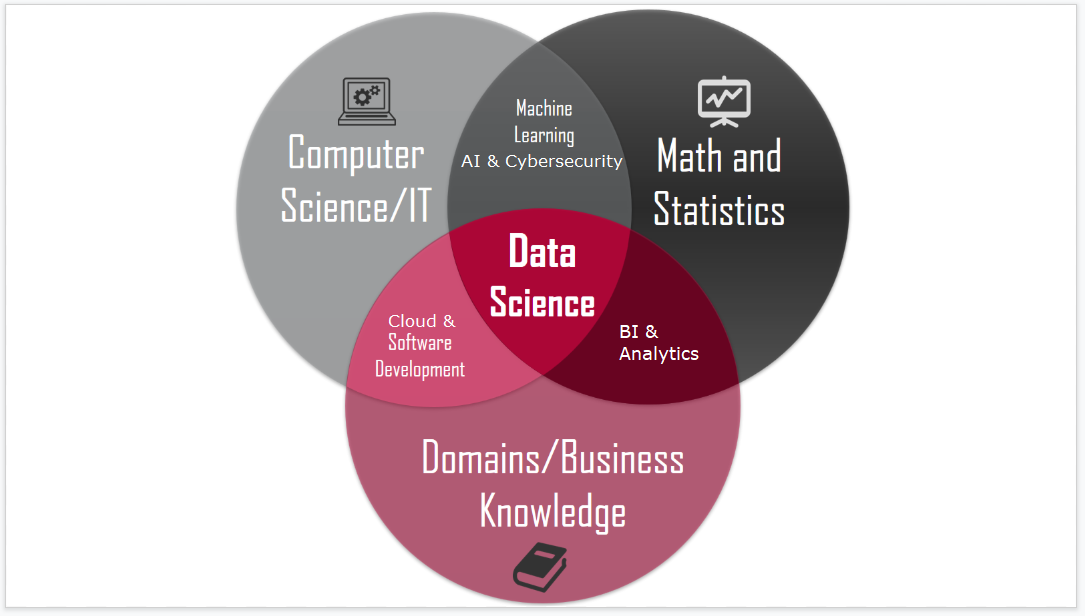 Computer
Science/IT
Machine
Learning
AI & Cybersecurity
Math and
Statistics
Data
Science
Cloud &
Software
Development
BI &
Analytics
Domains/Business
Knowledge